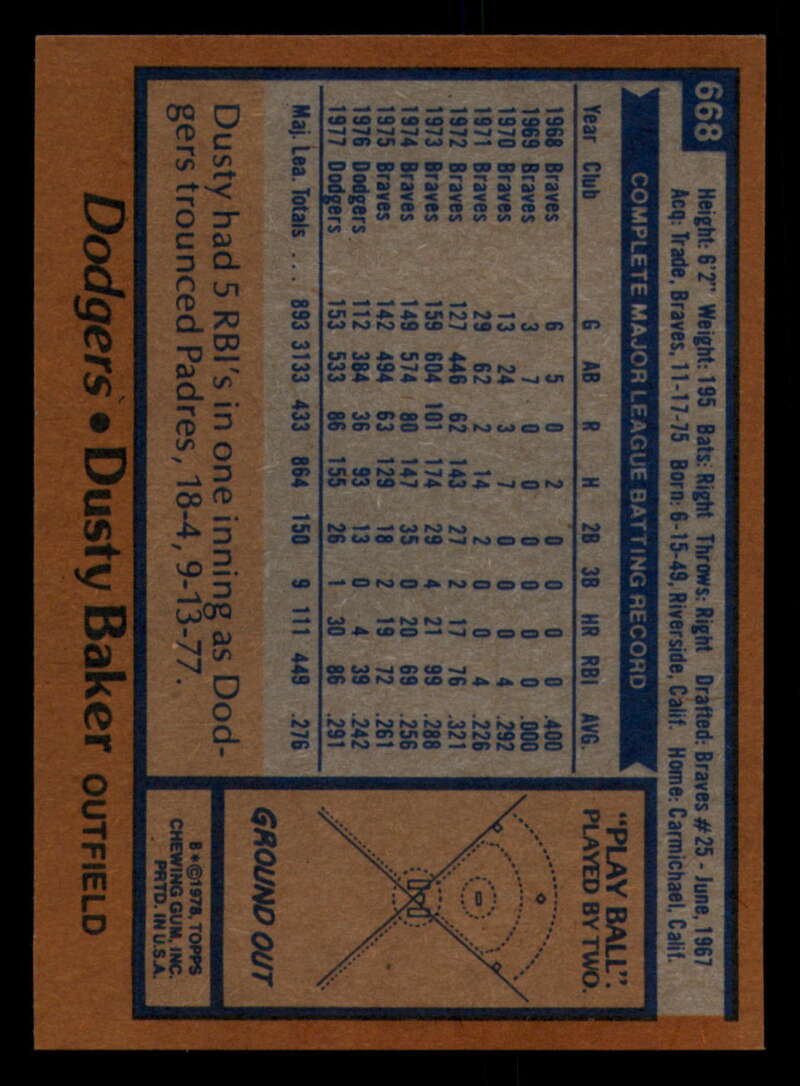 668
Height: 6'2" Weight: 195 Bats: Right Throws: Right Drafted: Braves #25 - June, 1967
Acq: Trade, Braves, 11-17-75 Born: 6-15-49, Riverside, Calif. Home: Carmichael, Calif.
COMPLETE MAJOR LEAGUE BATTING RECORD
Year Club G AB R H 2B 3B HR RBI AVG.
1968 Braves 6 5 0 2 0 0 0 0 .400
1969 Braves 3 7 0 0 0 0 0 0 .000
1970 Braves 13 24 3 7 0 0 0 4 .292
1971 Braves 29 62 2 14 2 0 0 4 .226
1972 Braves 127 446 62 143 27 2 17 76 .321
1973 Braves 159 604 101 174 29 4 21 99 .288
1974 Braves 149 574 80 147 35 0 20 69 .256
1975 Braves 142 494 63 129 18 2 19 72 .261
1976 Dodgers 112 384 36 93 13 0 4 39 .242
1977 Dodgers 153 533 86 155 26 1 30 86 .291
Maj. Lea. Totals ... 893 3133 433 864 150 9 111 449 .276
Dusty had 5 RBI's in one inning as Dod-
gers trounced Padres, 18-4, 9-13-77.
"PLAY BALL"
PLAYED BY TWO.
GROUND OUT
B*©1978, TOPPS
CHEWING GUM, INC.
PRTD. IN U.S.A.
Dodgers • Dusty Baker OUTFIELD